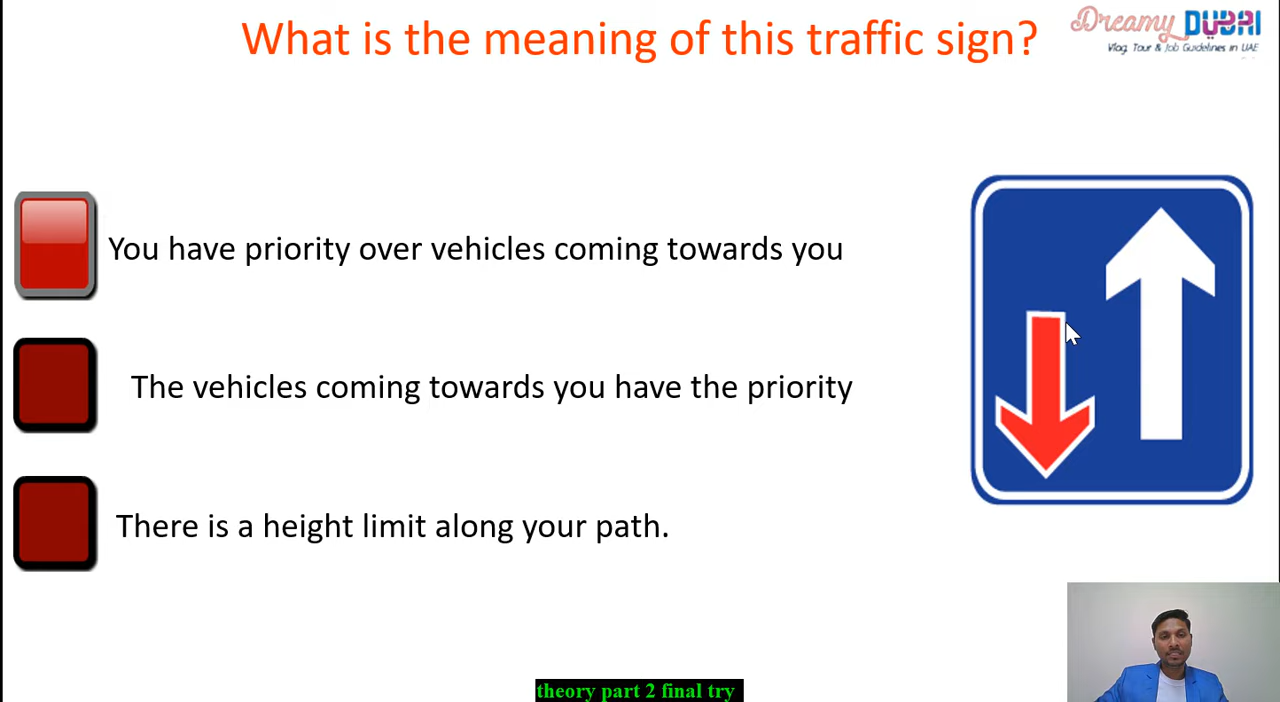 What is the meaning of this traffic sign?
Dreamy DUBAI
Vlog, Tour & Job Guidelines in UAE
You have priority over vehicles coming towards you
The vehicles coming towards you have the priority
There is a height limit along your path.
theory part 2 final try